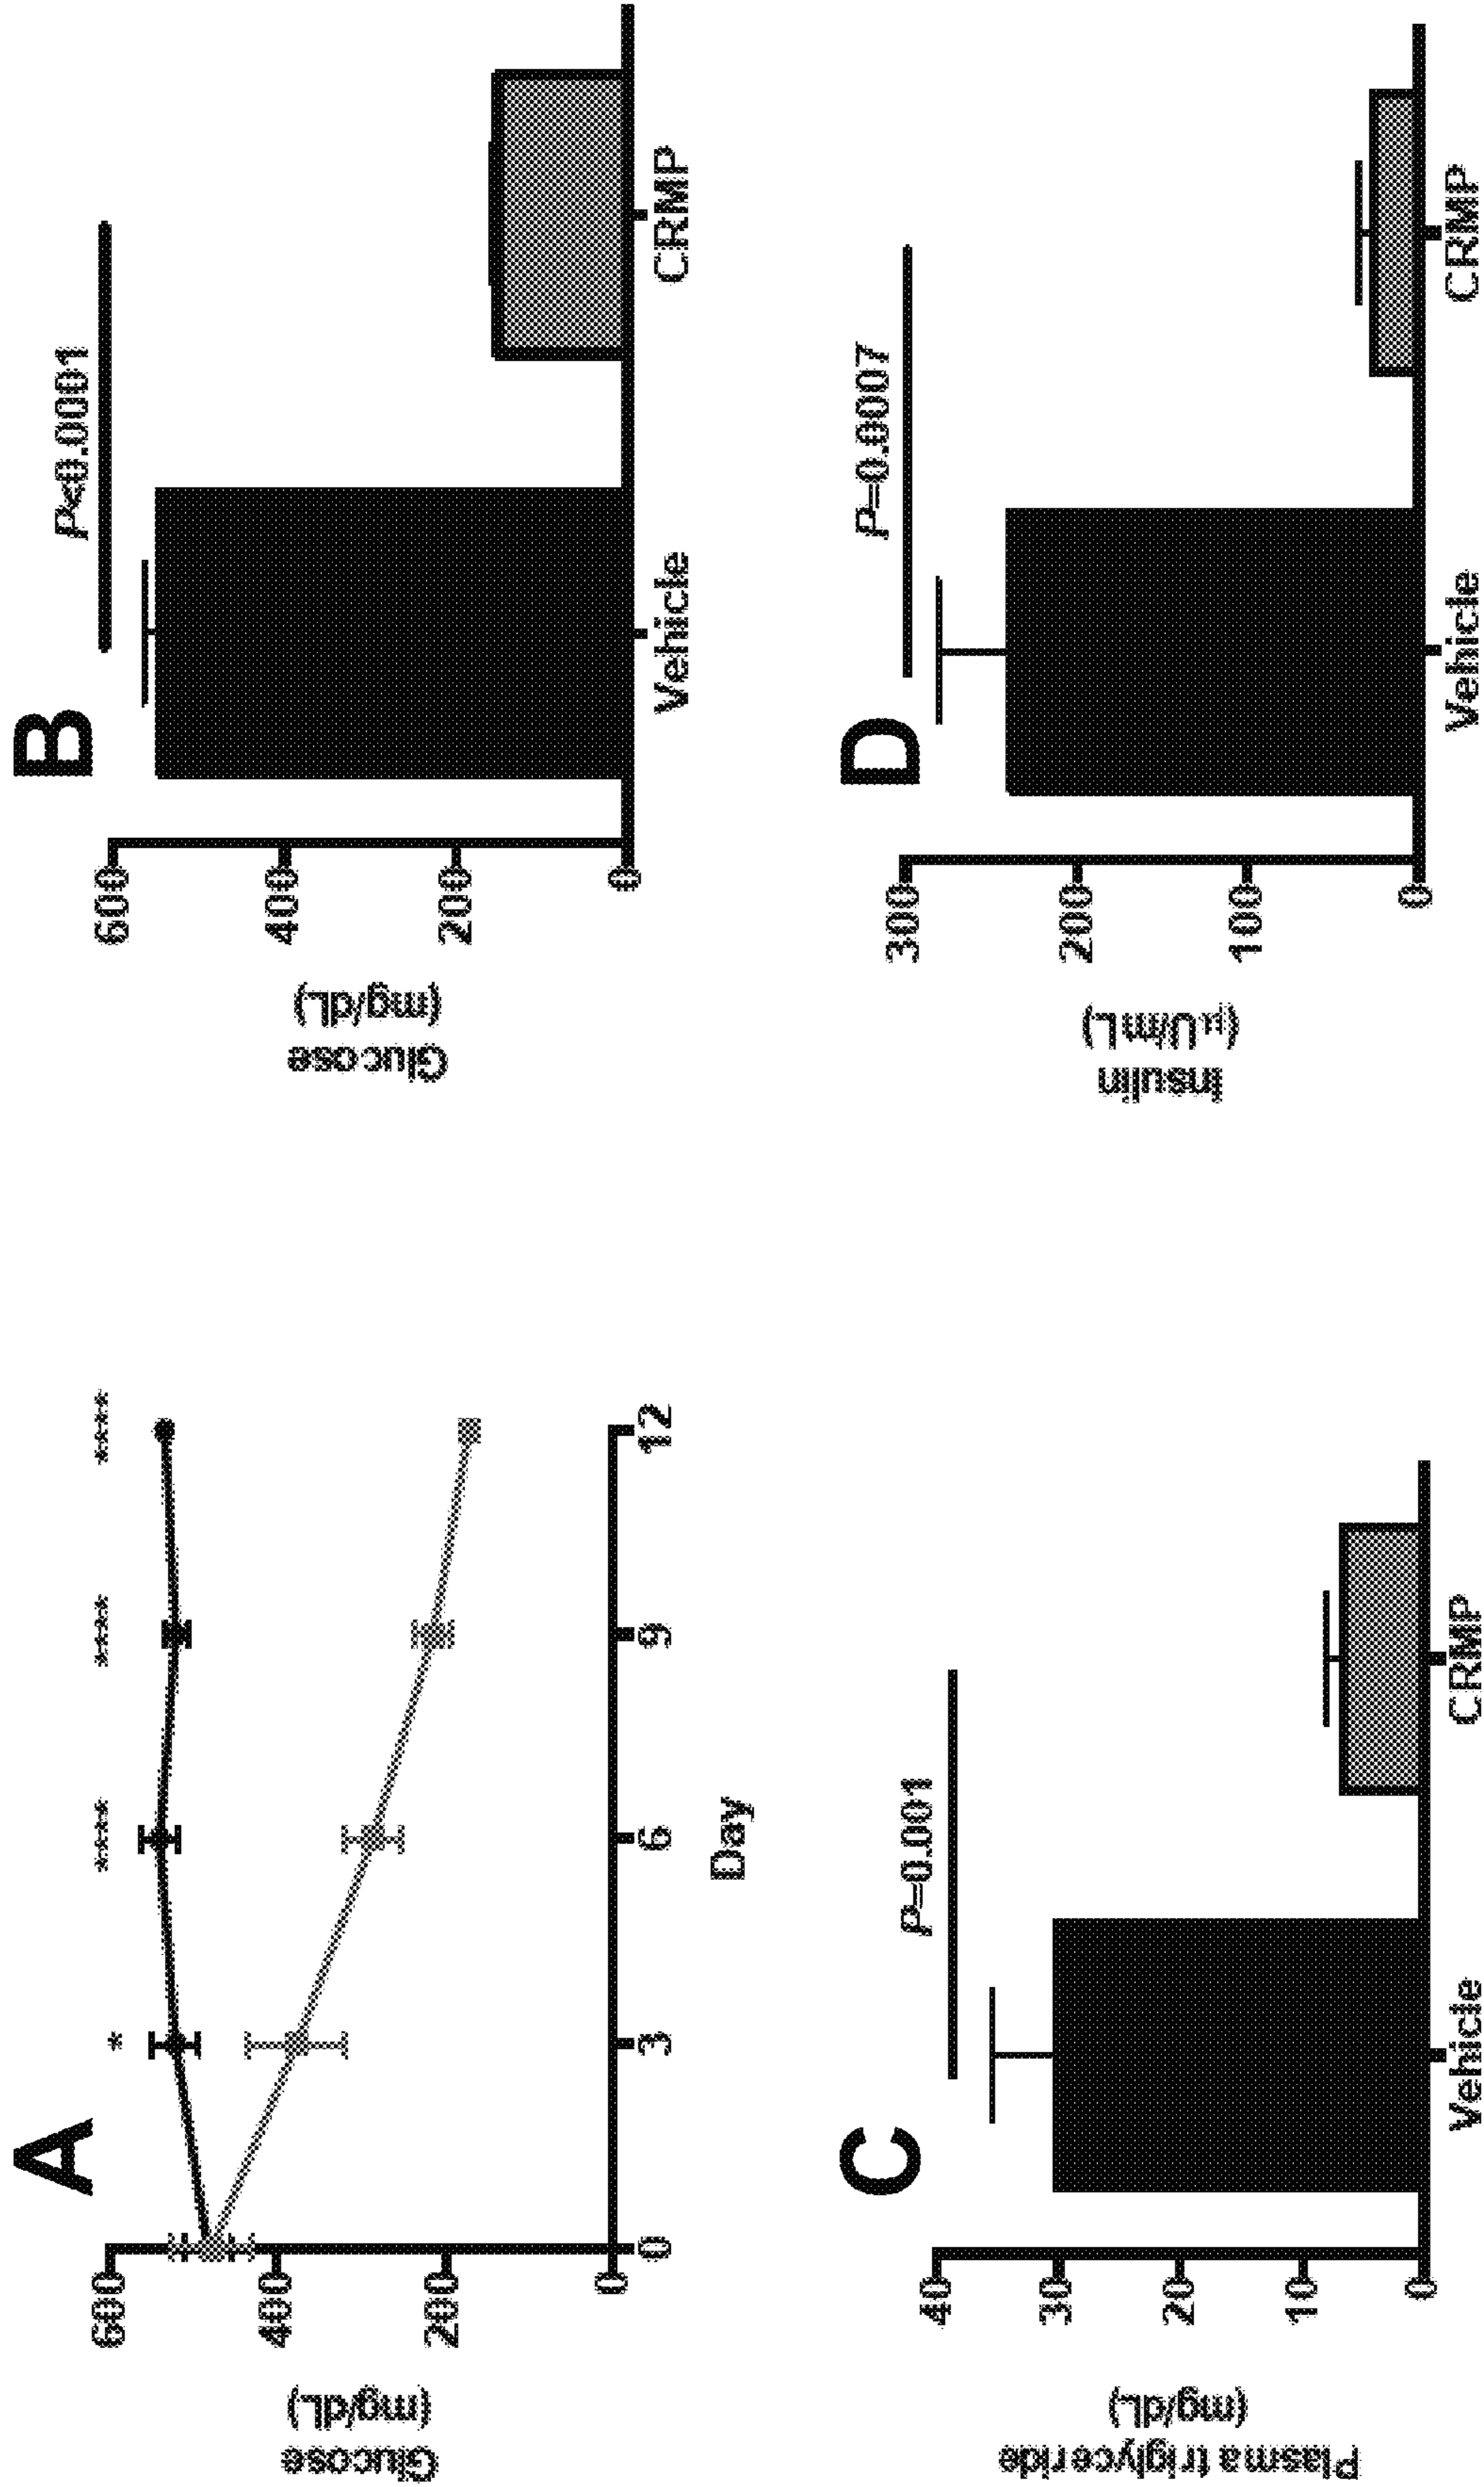 A
Glucose
(mg/dL)
600
400
200
0
*
****
****
****
0
3
6
9
12
Day
B
Glucose
(mg/dL)
600
400
200
0
P<0.0001
Vehicle
CRMP
C
Plasma triglyceride
(mg/dL)
40
30
20
10
0
P=0.001
Vehicle
CRMP
D
Insulin
(µU/mL)
300
200
100
0
P=0.0007
Vehicle
CRMP